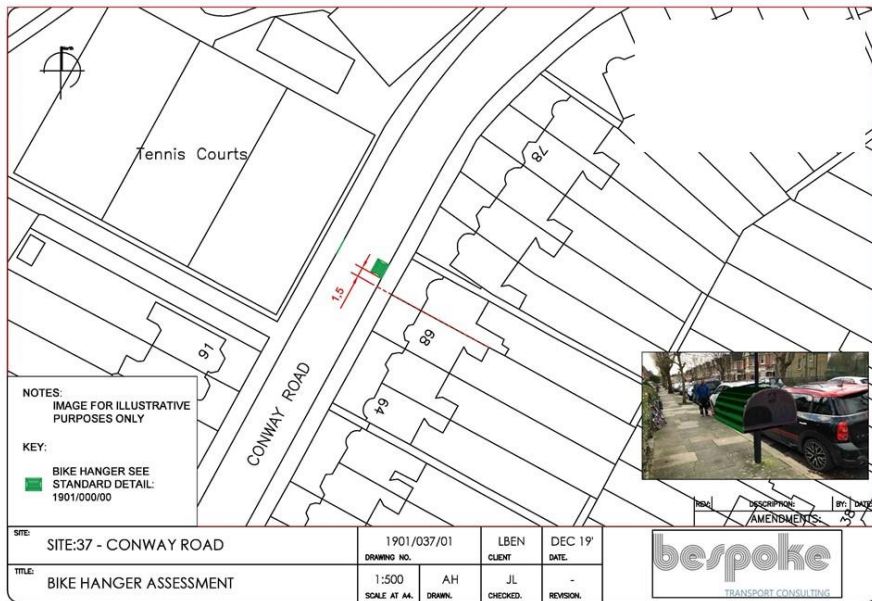 Tennis Courts
78
1.5
68
91
64
CONWAY ROAD
38
NOTES:
IMAGE FOR ILLUSTRATIVE
PURPOSES ONLY
KEY:
BIKE HANGER SEE
STANDARD DETAIL:
1901/000/00
REV: DESCRIPTION: BY: DATE
AMENDMENTS:
SITE:
SITE:37 - CONWAY ROAD
TITLE:
BIKE HANGER ASSESSMENT
1901/037/01
DRAWING NO.
LBEN
CLIENT
DEC 19'
DATE.
1:500
SCALE AT A4.
AH
DRAWN.
JL
CHECKED.
-
REVISION.
bespoke
TRANSPORT CONSULTING